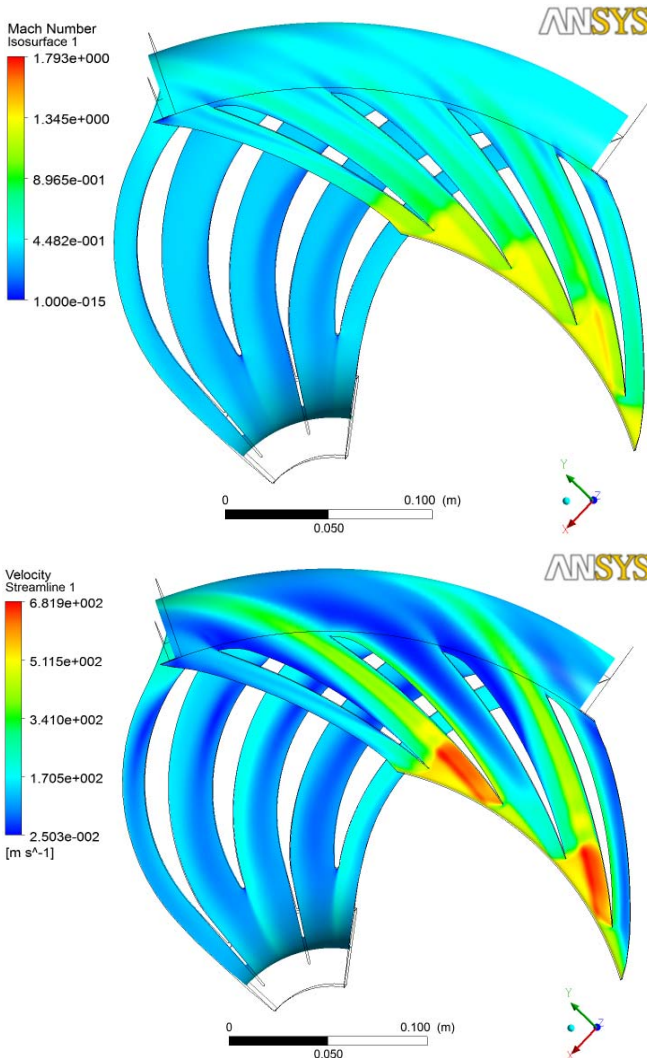 ANSYS
Mach Number
Isosurface 1
1.793e+000
1.345e+000
8.965e-001
4.482e-001
1.000e-015
0
0.100
(m)
0.050
Y
Z
X
ANSYS
Velocity
Streamline 1
6.819e+002
5.115e+002
3.410e+002
1.705e+002
2.503e-002
[m s^-1]
0
0.100
(m)
0.050
Y
Z
X